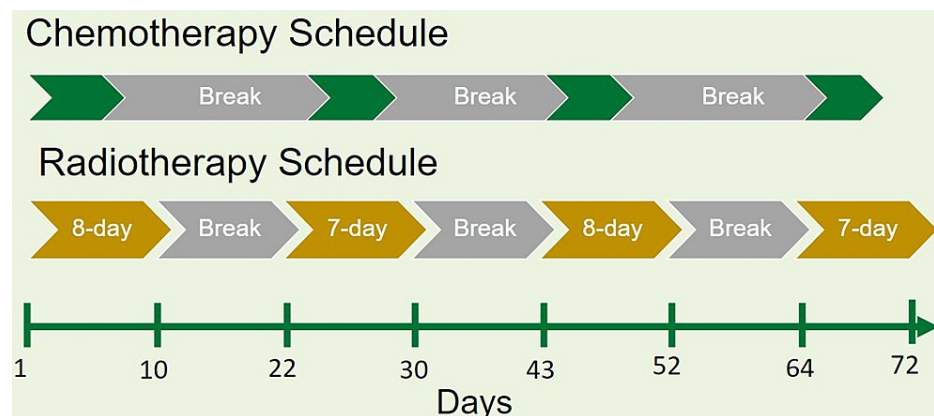 Chemotherapy Schedule
Break Break Break
Radiotherapy Schedule
8-day Break 7-day Break 8-day Break 7-day
1 10 22 30 43 52 64 72
Days